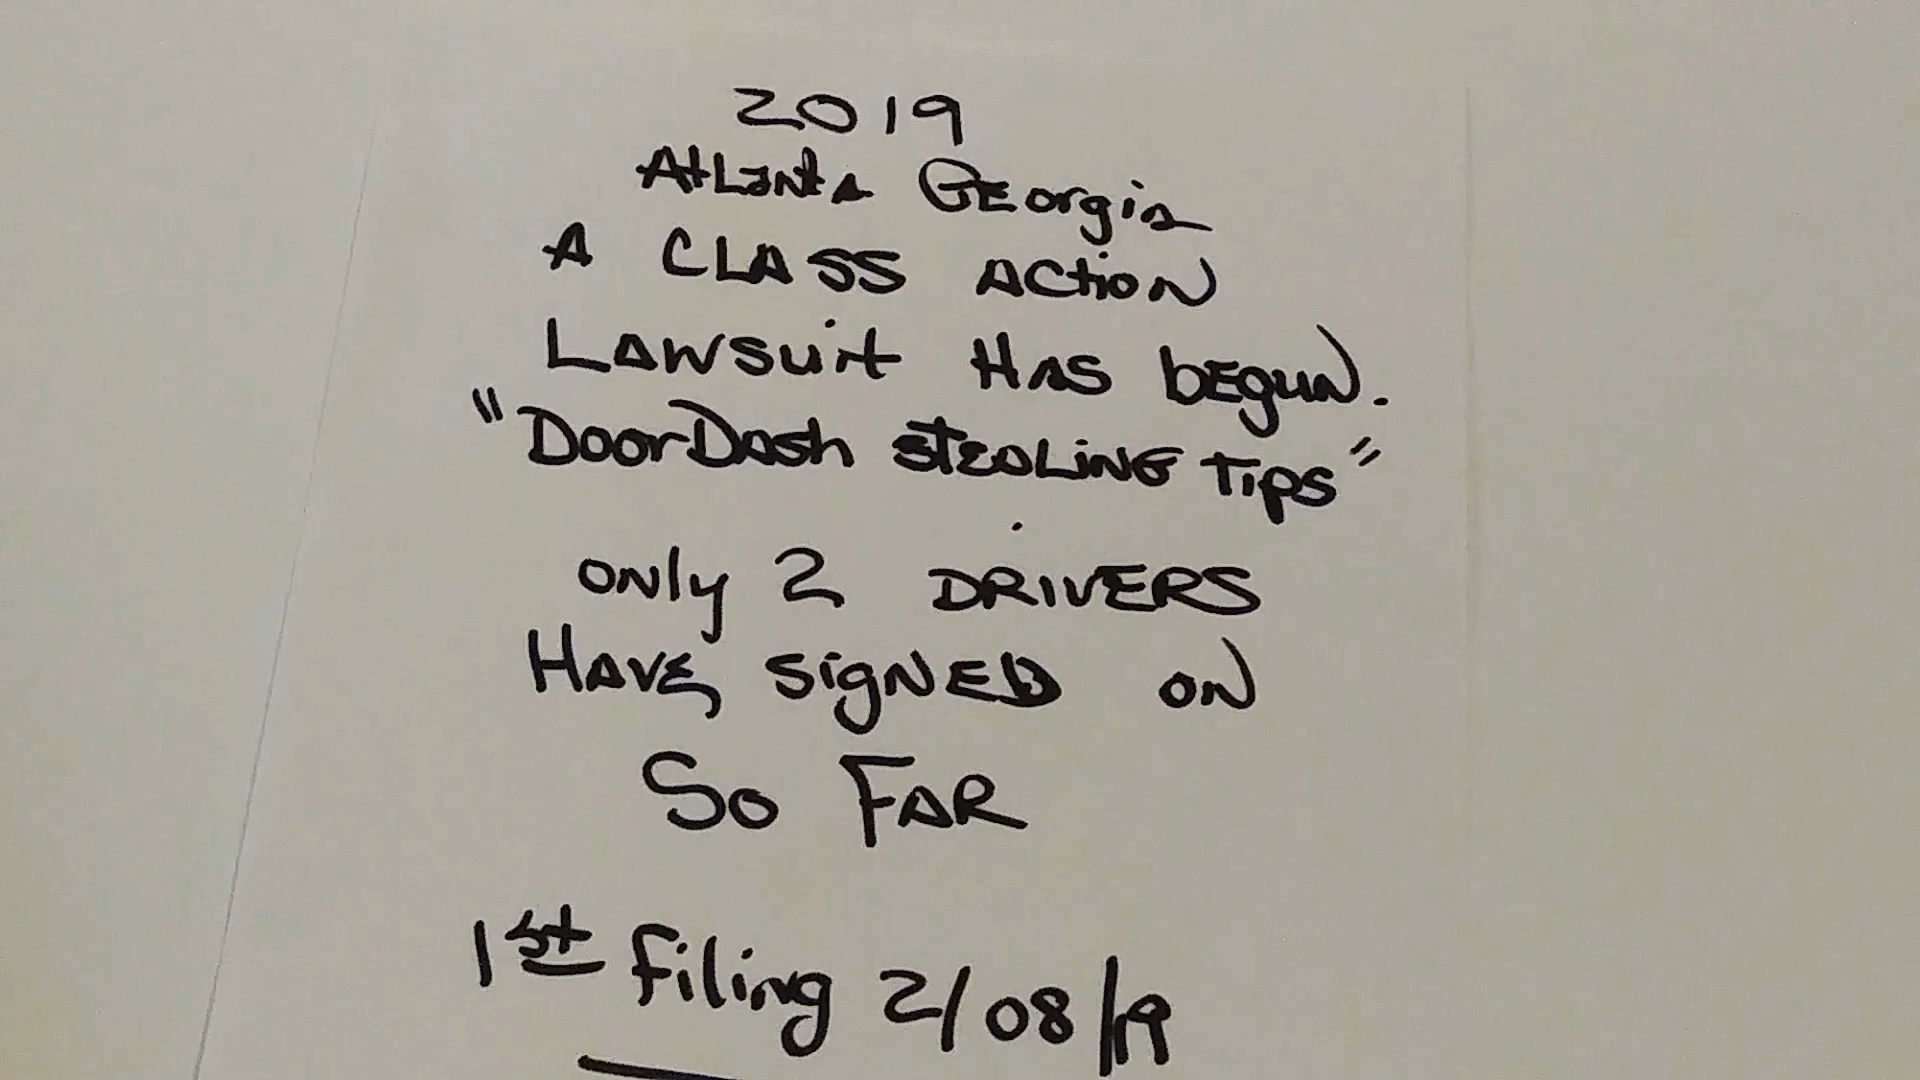 2019
Atlanta Georgia
A CLASS ACtion
LAWSuit HAS bEgun.
"DoorDash stealing Tips"
only 2 DRIVERS
HAVE SigNED ON
So FAR
1st Filing 2/08/19